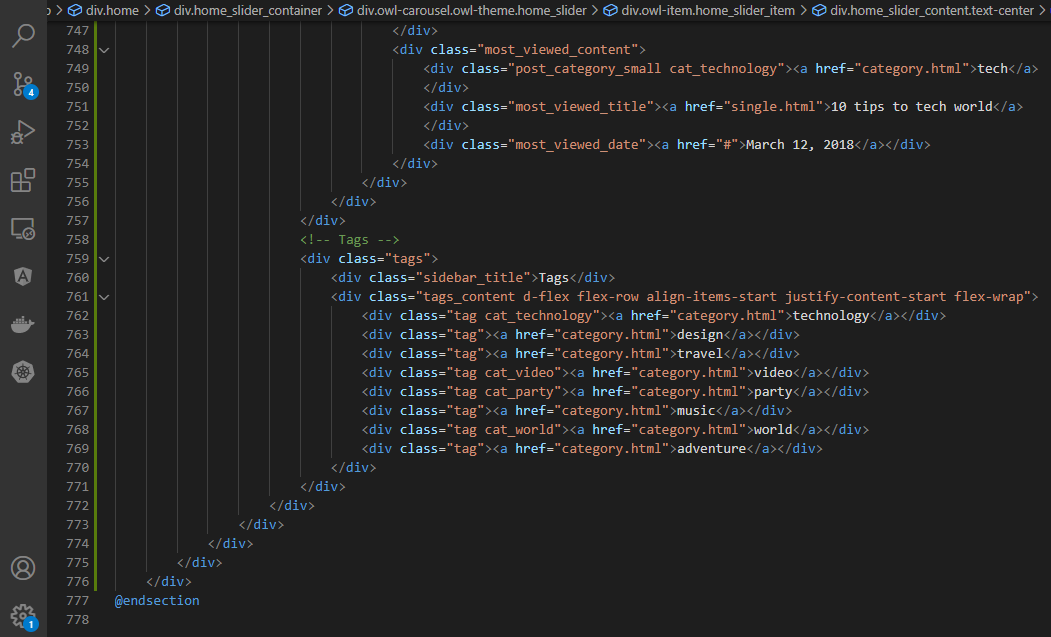 div.home > div.home_slider_container > div.owl-carousel.owl-theme.home_slider > div.owl-item.home_slider_item > div.home_slider_content.text-center >
747 </div>
748 <div class="most_viewed_content">
749 <div class="post_category_small cat_technology"><a href="category.html">tech</a>
750 </div>
751 <div class="most_viewed_title"><a href="single.html">10 tips to tech world</a>
752 </div>
753 <div class="most_viewed_date"><a href="#">March 12, 2018</a></div>
754 </div>
755 </div>
756 </div>
757 </div>
758 <!-- Tags -->
759 <div class="tags">
760 <div class="sidebar_title">Tags</div>
761 <div class="tags_content d-flex flex-row align-items-start justify-content-start flex-wrap">
762 <div class="tag cat_technology"><a href="category.html">technology</a></div>
763 <div class="tag"><a href="category.html">design</a></div>
764 <div class="tag"><a href="category.html">travel</a></div>
765 <div class="tag cat_video"><a href="category.html">video</a></div>
766 <div class="tag cat_party"><a href="category.html">party</a></div>
767 <div class="tag"><a href="category.html">music</a></div>
768 <div class="tag cat_world"><a href="category.html">world</a></div>
769 <div class="tag"><a href="category.html">adventure</a></div>
770 </div>
771 </div>
772 </div>
773 </div>
774 </div>
775 </div>
776 </div>
777 @endsection
778
4
1